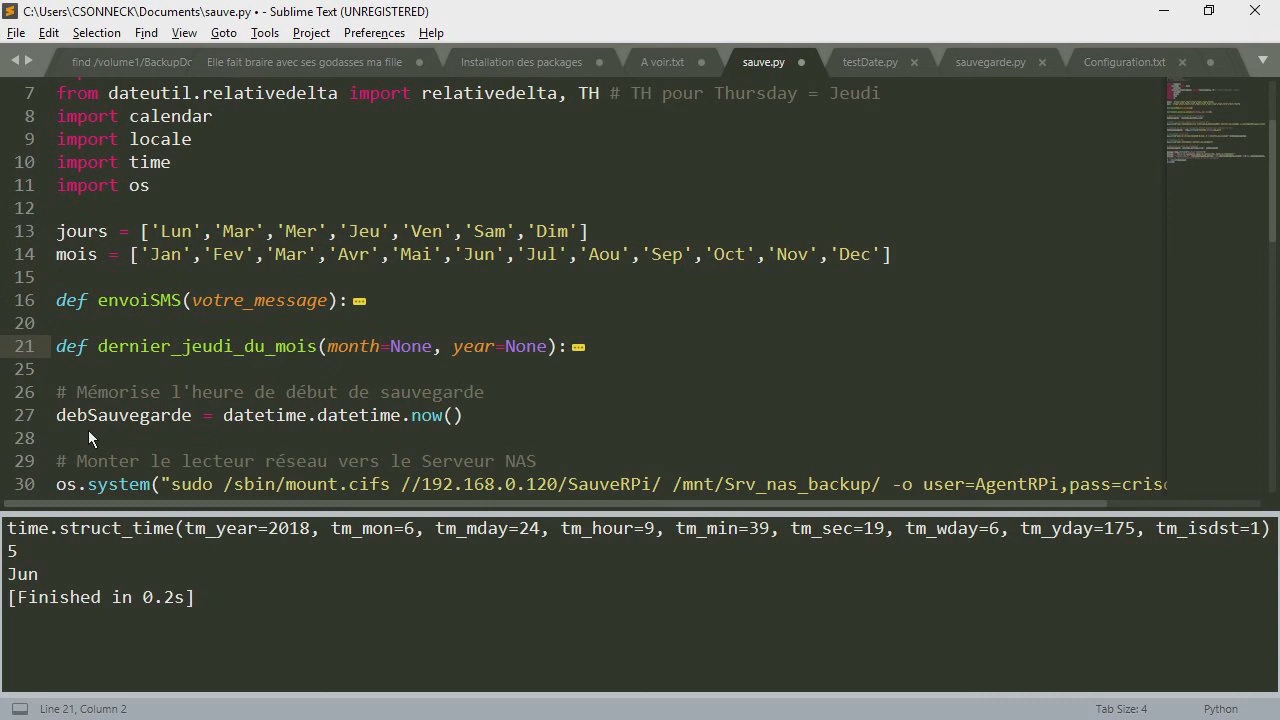 C:\Users\CSONNECK\Documents\sauve.py • - Sublime Text (UNREGISTERED)
File Edit Selection Find View Goto Tools Project Preferences Help
find /volume1/BackupDr Elle fait braire avec ses godasses ma fille Installation des packages A voir.txt sauve.py testDate.py sauvegarde.py Configuration.txt
7 from dateutil.relativedelta import relativedelta, TH # TH pour Thursday = Jeudi
8 import calendar
9 import locale
10 import time
11 import os
12
13 jours = ['Lun','Mar','Mer','Jeu','Ven','Sam','Dim']
14 mois = ['Jan','Fev','Mar','Avr','Mai','Jun','Jul','Aou','Sep','Oct','Nov','Dec']
15
16 def envoiSMS(votre_message):
20
21 def dernier_jeudi_du_mois(month=None, year=None):
25
26 # Mémorise l'heure de début de sauvegarde
27 debSauvegarde = datetime.datetime.now()
28
29 # Monter le lecteur réseau vers le Serveur NAS
30 os.system("sudo /sbin/mount.cifs //192.168.0.120/SauveRPi/ /mnt/Srv_nas_backup/ -o user=AgentRPi,pass=crisc
time.struct_time(tm_year=2018, tm_mon=6, tm_mday=24, tm_hour=9, tm_min=39, tm_sec=19, tm_wday=6, tm_yday=175, tm_isdst=1)
5
Jun
[Finished in 0.2s]
Line 21, Column 2 Tab Size: 4 Python